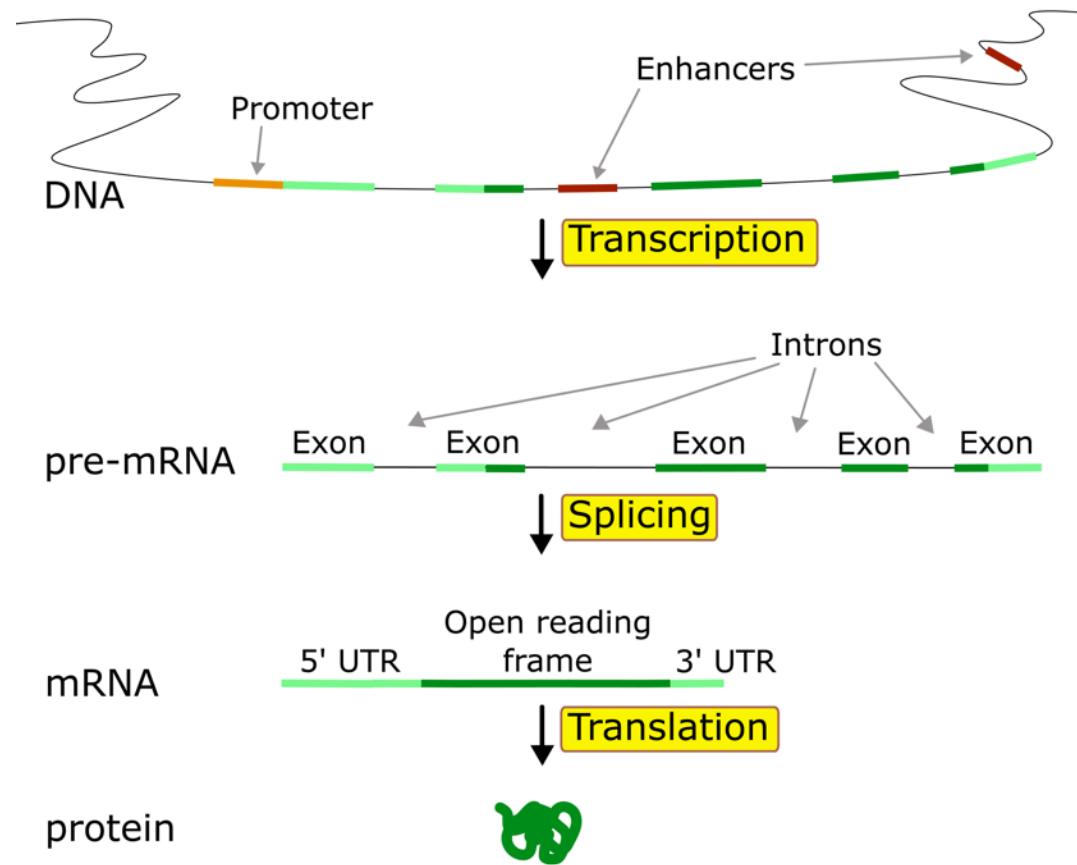 Enhancers
Promoter
DNA
Transcription
Introns
Exon Exon Exon Exon Exon
pre-mRNA
Splicing
Open reading
5' UTR frame 3' UTR
mRNA
Translation
protein